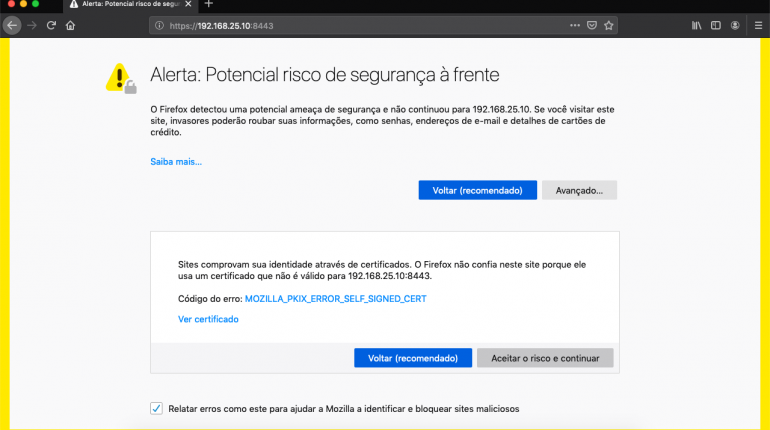 Alerta: Potencial risco de segur
https://192.168.25.10:8443
Alerta: Potencial risco de segurança à frente
O Firefox detectou uma potencial ameaça de segurança e não continuou para 192.168.25.10. Se você visitar este
site, invasores poderão roubar suas informações, como senhas, endereços de e-mail e detalhes de cartões de
crédito.
Saiba mais...
Voltar (recomendado)
Avançado...
Sites comprovam sua identidade através de certificados. O Firefox não confia neste site porque ele
usa um certificado que não é válido para 192.168.25.10:8443.
Código do erro: MOZILLA_PKIX_ERROR_SELF_SIGNED_CERT
Ver certificado
Voltar (recomendado)
Aceitar o risco e continuar
Relatar erros como este para ajudar a Mozilla a identificar e bloquear sites maliciosos